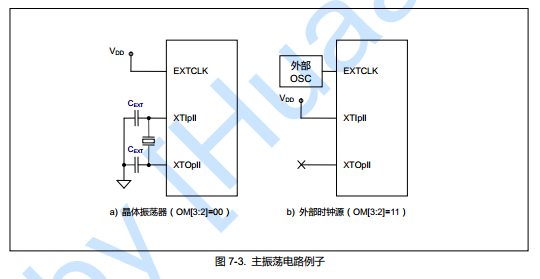 VDD
EXTCLK
CEXT
XTIpll
CEXT
XTOpll
a) 晶体振荡器（OM[3:2]=00）
外部
OSC
EXTCLK
VDD
XTIpll
XTOpll
b) 外部时钟源（OM[3:2]=11）
图 7-3. 主振荡电路例子
by IHuaa